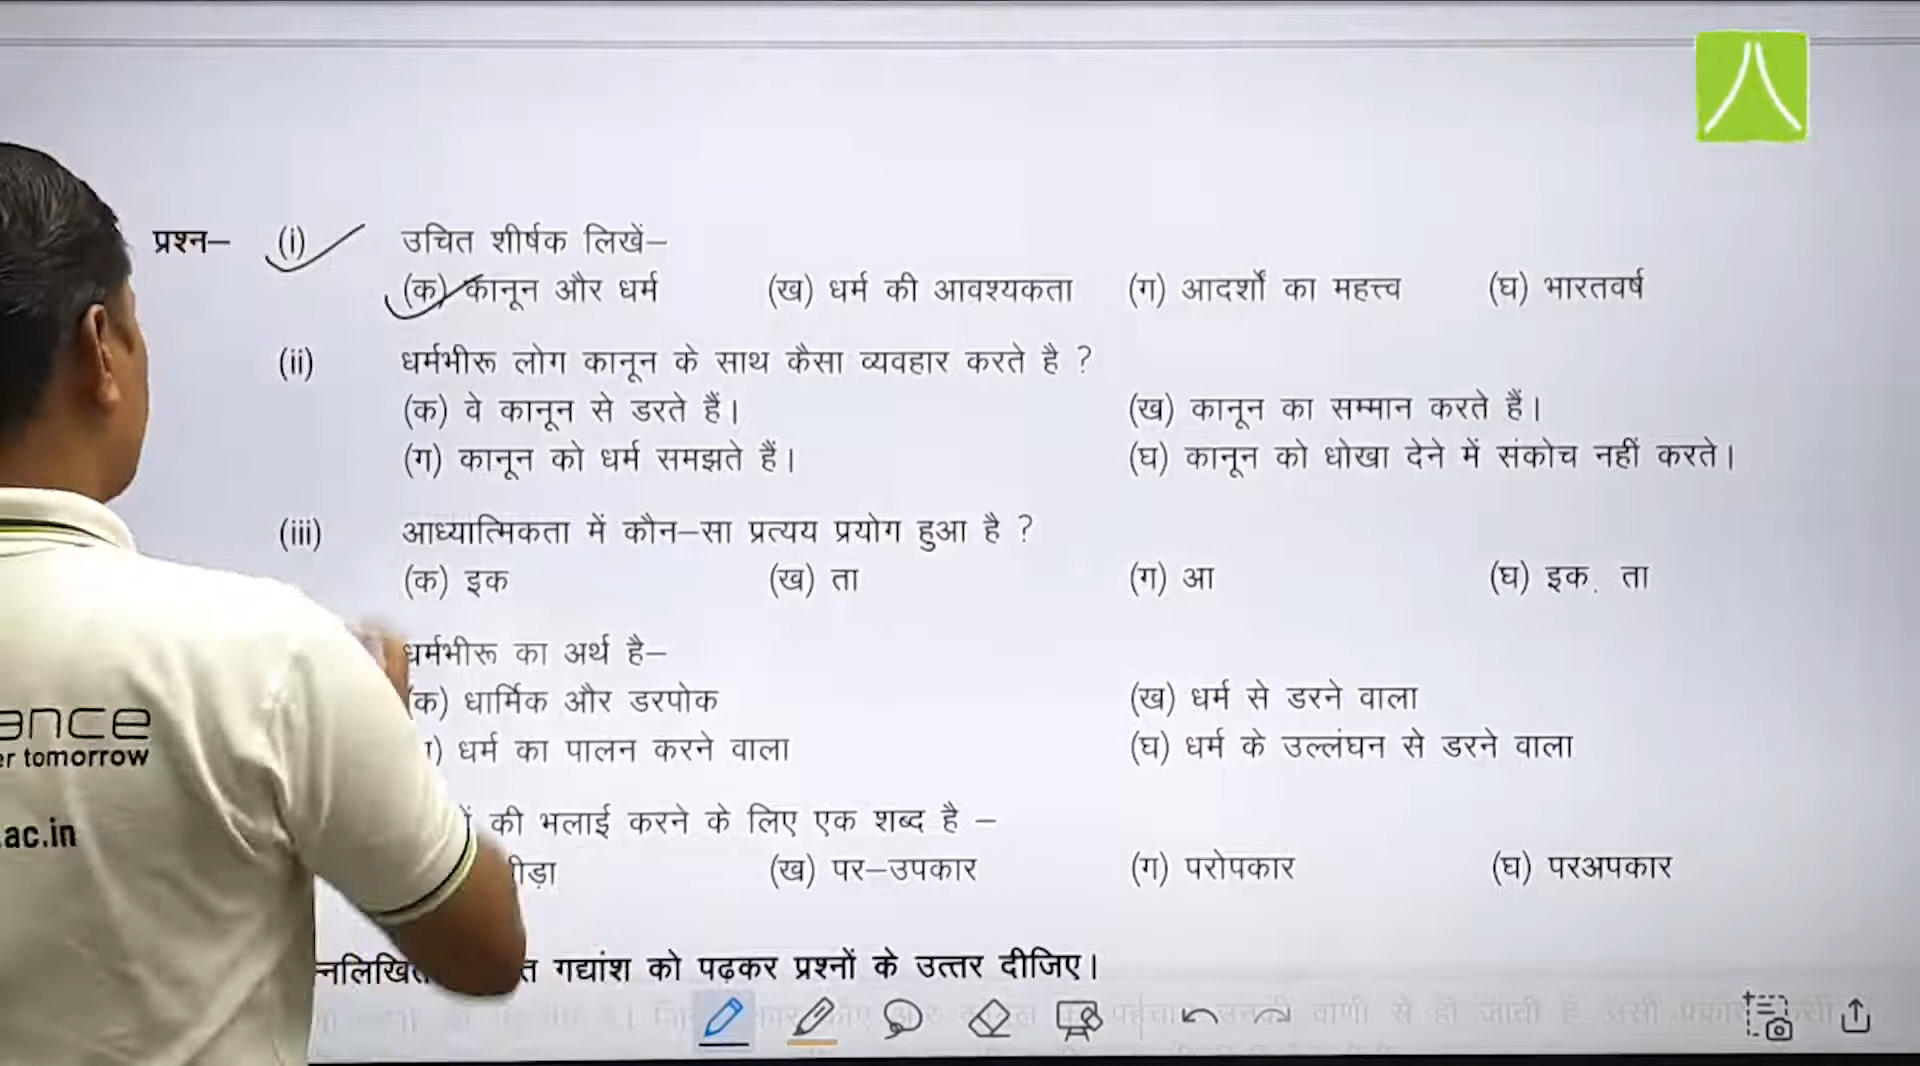 प्रश्न– (i) उचित शीर्षक लिखें–
(क) कानून और धर्म (ख) धर्म की आवश्यकता (ग) आदर्शों का महत्त्व (घ) भारतवर्ष
(ii) धर्मभीरू लोग कानून के साथ कैसा व्यवहार करते है ?
(क) वे कानून से डरते हैं। (ख) कानून का सम्मान करते हैं।
(ग) कानून को धर्म समझते हैं। (घ) कानून को धोखा देने में संकोच नहीं करते।
(iii) आध्यात्मिकता में कौन–सा प्रत्यय प्रयोग हुआ है ?
(क) इक (ख) ता (ग) आ (घ) इक. ता
धर्मभीरू का अर्थ है–
(क) धार्मिक और डरपोक (ख) धर्म से डरने वाला
धर्म का पालन करने वाला (घ) धर्म के उल्लंघन से डरने वाला
की भलाई करने के लिए एक शब्द है –
(ख) पर–उपकार (ग) परोपकार (घ) परअपकार
गद्यांश को पढ़कर प्रश्नों के उत्तर दीजिए।
ance
er tomorrow
.ac.in